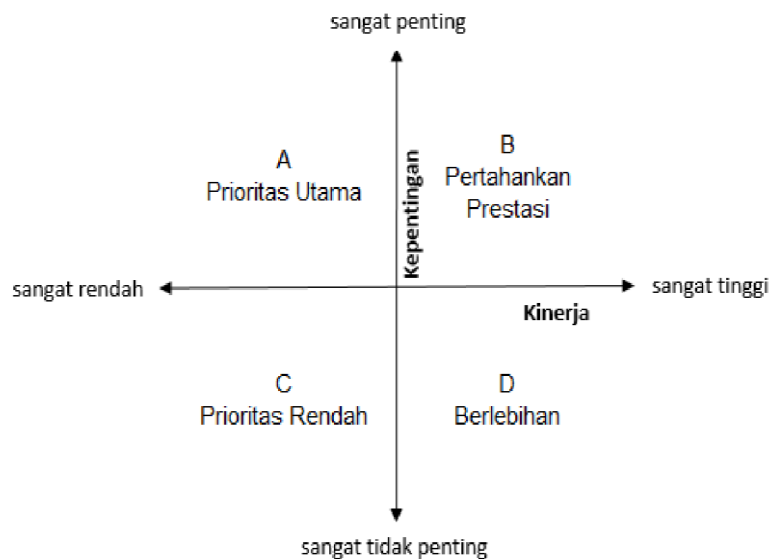 sangat penting
A
Prioritas Utama
B
Pertahankan
Prestasi
Kepentingan
sangat rendah
sangat tinggi
Kinerja
C
Prioritas Rendah
D
Berlebihan
sangat tidak penting